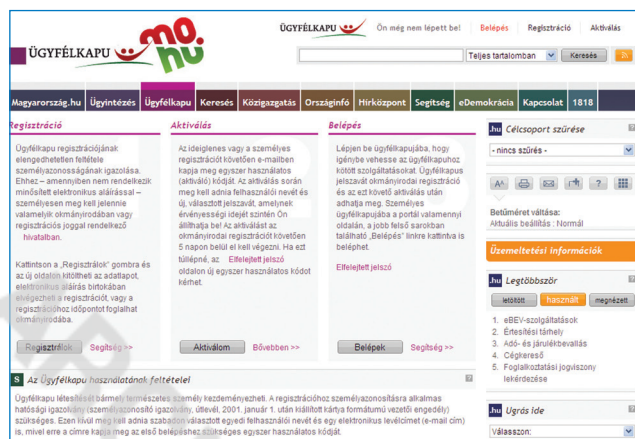 mo.hu
ÜGYFÉLKAPU
ÜGYFÉLKAPU
Ön még nem lépett be!
Belépés
Regisztráció
Aktiválás
Teljes tartalomban
Keresés
Magyarország.hu
Ügyintézés
Ügyfélkapu
Keresés
Közigazgatás
Országinfó
Hírközpont
Segítség
eDemokrácia
Kapcsolat
1818
Regisztráció
Ügyfélkapu regisztrációjának
elengedhetetlen feltétele
személyazonosságának igazolása.
Ehhez – amennyiben nem rendelkezik
minősített elektronikus aláírással –
személyesen meg kell jelennie
valamelyik okmányirodában vagy
regisztrációs joggal rendelkező
hivatalban.
Kattintson a „Regisztrálok” gombra és
az új oldalon kitöltheti az adatlapot,
elektronikus aláírás birtokában
elvégezheti a regisztrációt, vagy a
regisztrációhoz időpontot foglalhat
okmányirodába.
Regisztrálok
Segítség >>
Aktiválás
Az ideiglenes vagy a személyes
regisztrációt követően e-mailben
kapja meg egyszer használatos
(aktiváló) kódját. Az aktiválás során
meg kell adnia felhasználói nevét és
új, választott jelszavát, amelynek
érvényességi idejét szintén Ön
állíthatja be! Az aktiválást az
okmányirodai regisztrációt követően
5 napon belül el kell végezni. Ha ezt
túllépné, az Elfelejtett jelszó
oldalon új egyszer használatos kódot
kérhet.
Aktiválom
Bővebben >>
Belépés
Lépjen be ügyfélkapujába, hogy
igénybe vehesse az ügyfélkapuhoz
kötött szolgáltatásokat. Ügyfélkapus
jelszavát okmányirodai regisztráció
és az ezt követő aktiválás után
adhatja meg. Személyes
ügyfélkapujába a portál valamennyi
oldalán, a jobb felső sarokban
található „Belépés” linkre kattintva is
beléphet.
Elfelejtett jelszó
Belépek
Segítség >>
S Az Ügyfélkapu használatának feltételei
Ügyfélkapu létesítését bármely természetes személy kezdeményezheti. A regisztrációhoz személyazonosításra alkalmas
hatósági igazolvány (személyazonosító igazolvány, útlevél, 2001. január 1. után kiállított kártya formátumú vezetői engedély)
szükséges. Ezen kívül meg kell adnia szabadon választott egyedi felhasználói nevét és egy elektronikus levélcímet (e-mail cím)
is, mivel erre a címre kapja meg az első belépéshez szükséges egyszer használatos kódját.
.hu Célcsoport szűrése
- nincs szűrés -
Betűméret váltása:
Aktuális beállítás : Normál
Üzemeltetési információk
.hu Legtöbbször
letöltött
használt
megnézett
1. eBEV-szolgáltatások
2. Értesítési tárhely
3. Adó- és járulékbevallás
4. Cégkereső
5. Foglalkoztatási jogviszony
lekérdezése
.hu Ugrás ide
Válasszon: